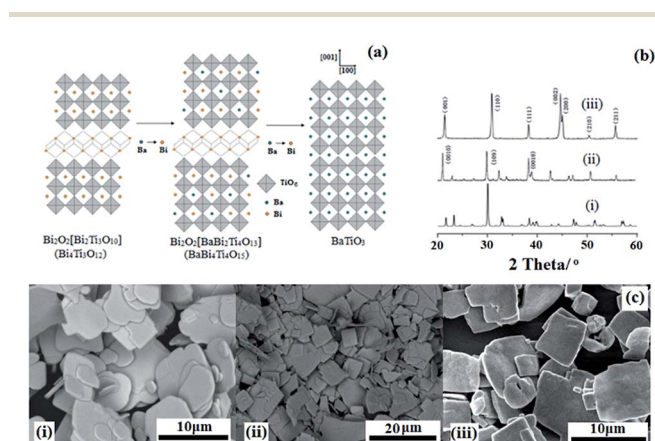 (a)
[001]
[100]
Ba Bi
Ba Bi
TiO6
Ba
Bi
Bi2O2[Bi2Ti3O10]
(Bi4Ti3O12)
Bi2O2[BaBi2Ti4O13]
(BaBi4Ti4O15)
BaTiO3
(b)
(001)
(110)
(111)
(002)
(200)
(210)
(211)
(iii)
(0010)
(109)
(0018)
(ii)
(i)
20 30 40 50 60
2 Theta/ °
(c)
(i)
10μm
(ii)
20μm
(iii)
10μm